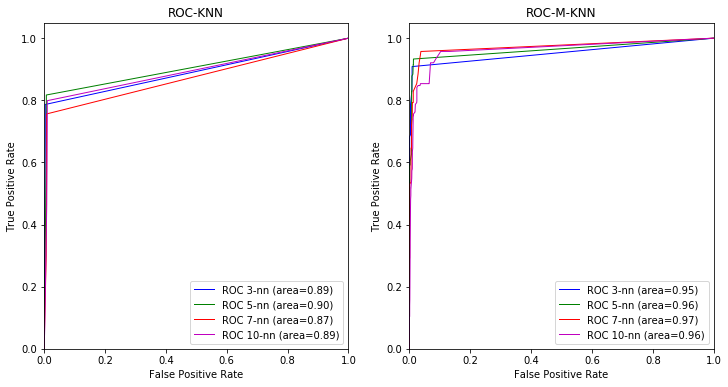 ROC-KNN
True Positive Rate
1.0
0.8
0.6
0.4
0.2
0.0
ROC 3-nn (area=0.89)
ROC 5-nn (area=0.90)
ROC 7-nn (area=0.87)
ROC 10-nn (area=0.89)
0.0 0.2 0.4 0.6 0.8 1.0
False Positive Rate
ROC-M-KNN
True Positive Rate
1.0
0.8
0.6
0.4
0.2
0.0
ROC 3-nn (area=0.95)
ROC 5-nn (area=0.96)
ROC 7-nn (area=0.97)
ROC 10-nn (area=0.96)
0.0 0.2 0.4 0.6 0.8 1.0
False Positive Rate